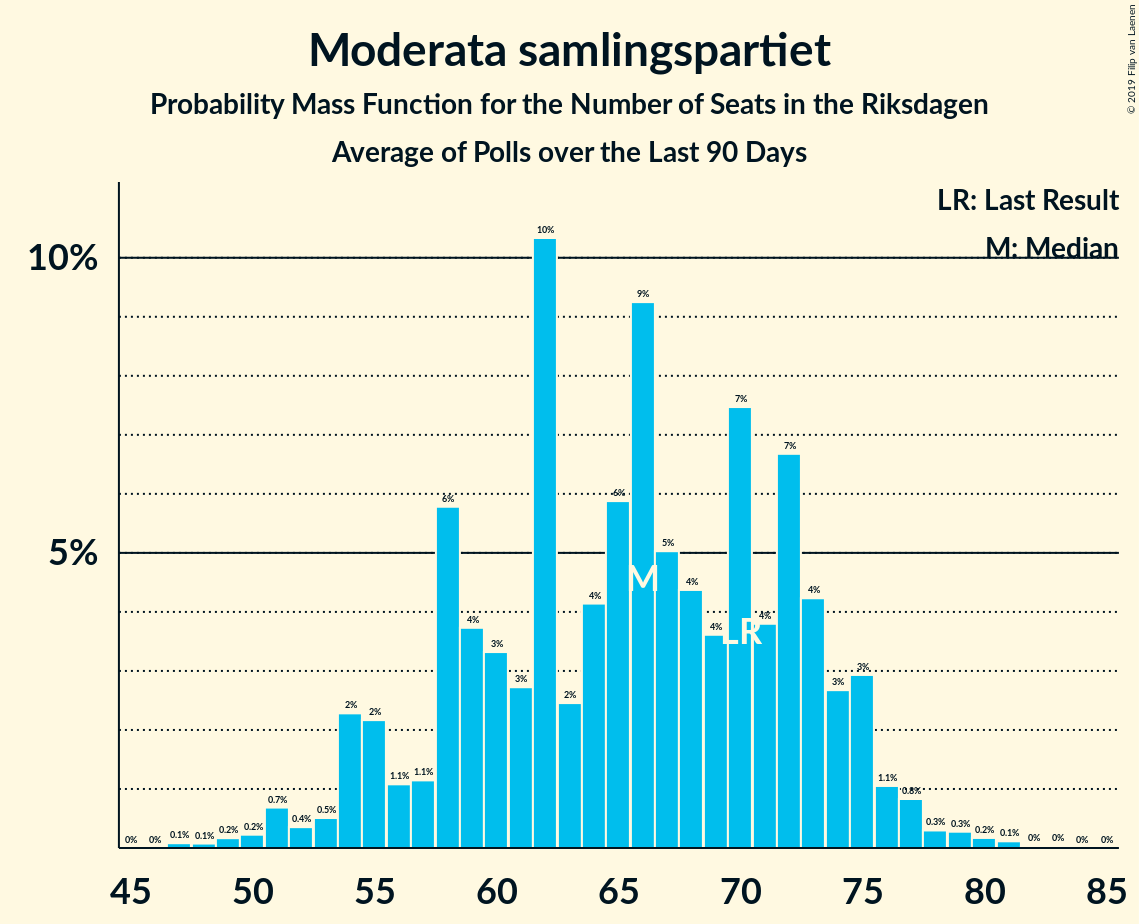 Moderata samlingspartiet
Probability Mass Function for the Number of Seats in the Riksdagen
Average of Polls over the Last 90 Days
© 2019 Filip van Laenen
LR: Last Result
M: Median
10%
5%
0% 0% 0.1% 0.1% 0.2% 0.2% 0.7% 0.4% 0.5% 2% 2% 1.1% 1.1% 6% 4% 3% 3% 10% 2% 4% 6% 9% 5% 4% 4% 7% 4% 7% 4% 3% 3% 1.1% 0.8% 0.3% 0.3% 0.2% 0.1% 0% 0% 0% 0%
M
LR
45 50 55 60 65 70 75 80 85